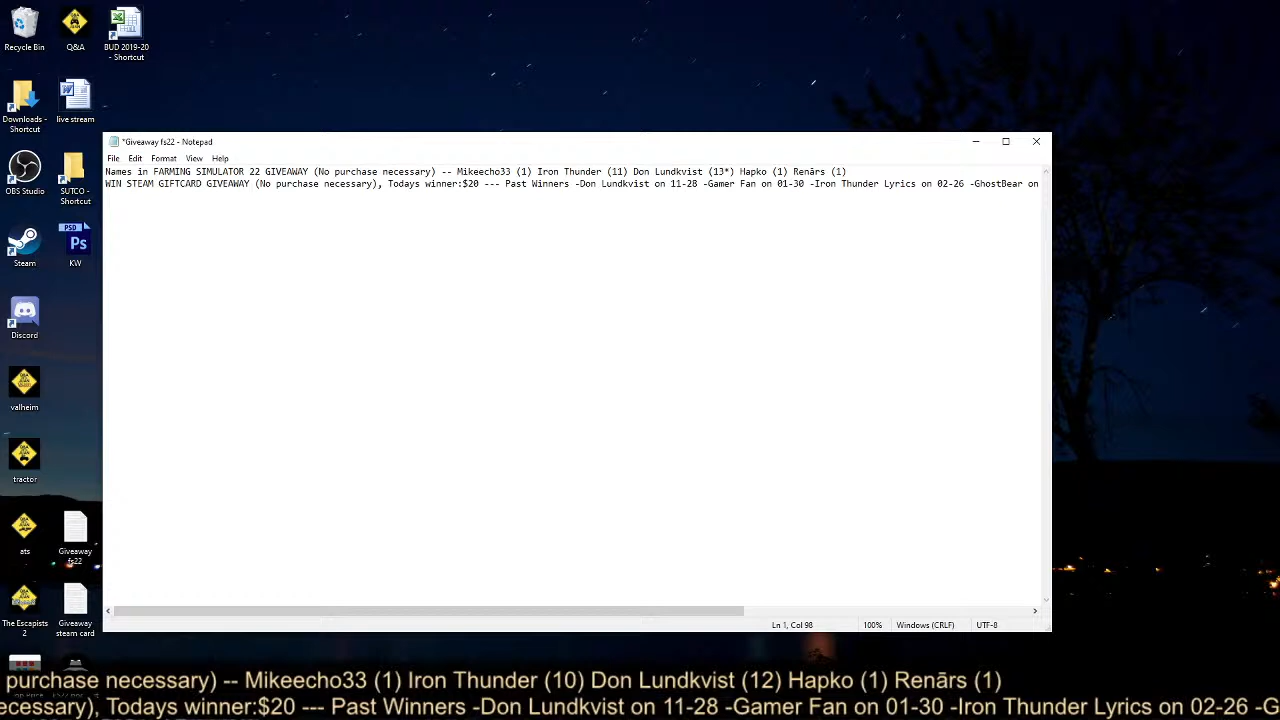 Recycle Bin
Q&A
BUD 2019-20 - Shortcut
Downloads - Shortcut
live stream
OBS Studio
SUTCO - Shortcut
Steam
PSD
Ps
KW
Discord
valheim
tractor
ats
Giveaway fs22
The Escapists 2
Giveaway steam card
*Giveaway fs22 - Notepad
File Edit Format View Help
Names in FARMING SIMULATOR 22 GIVEAWAY (No purchase necessary) -- Mikeecho33 (1) Iron Thunder (11) Don Lundkvist (13*) Hapko (1) Renārs (1)
WIN STEAM GIFTCARD GIVEAWAY (No purchase necessary), Todays winner:$20 --- Past Winners -Don Lundkvist on 11-28 -Gamer Fan on 01-30 -Iron Thunder Lyrics on 02-26 -GhostBear on
Ln 1, Col 98 100% Windows (CRLF) UTF-8
purchase necessary) -- Mikeecho33 (1) Iron Thunder (10) Don Lundkvist (12) Hapko (1) Renārs (1)
ecessary), Todays winner:$20 --- Past Winners -Don Lundkvist on 11-28 -Gamer Fan on 01-30 -Iron Thunder Lyrics on 02-26 -G